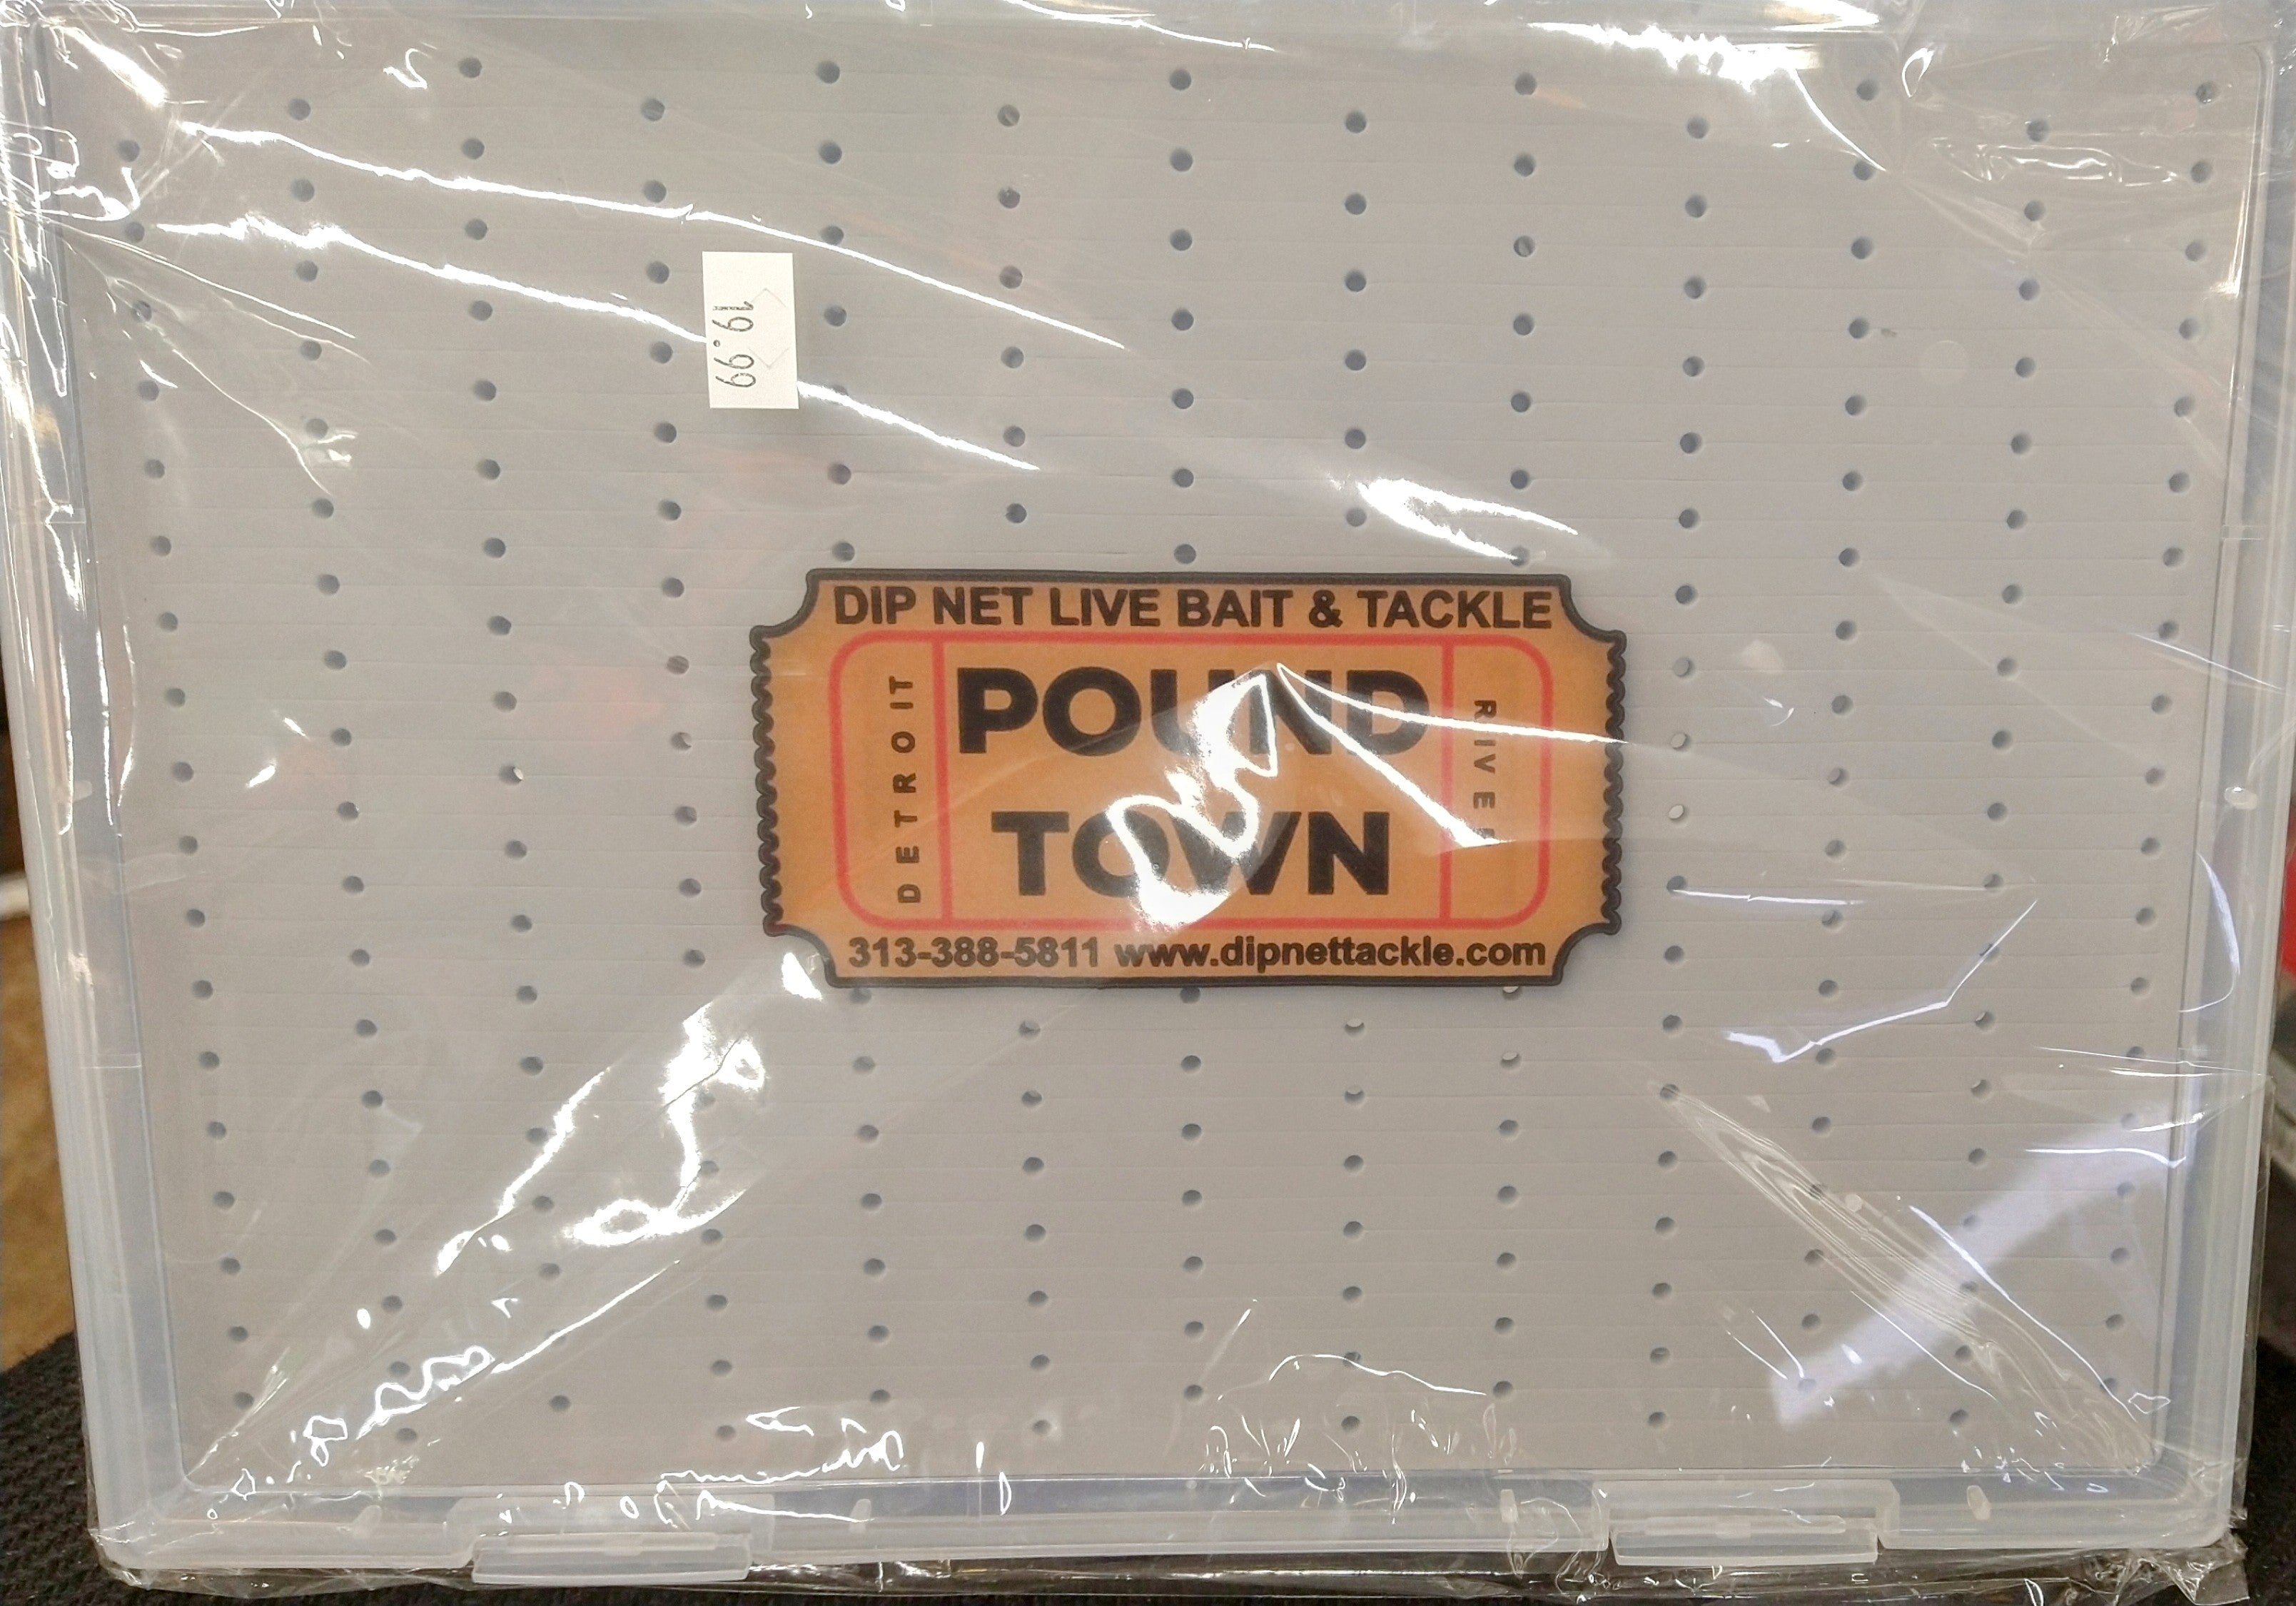 19.99
DIP NET LIVE BAIT & TACKLE
DETROIT
POUND
TOWN
RIVER
313-388-5811 www.dipnettackle.com